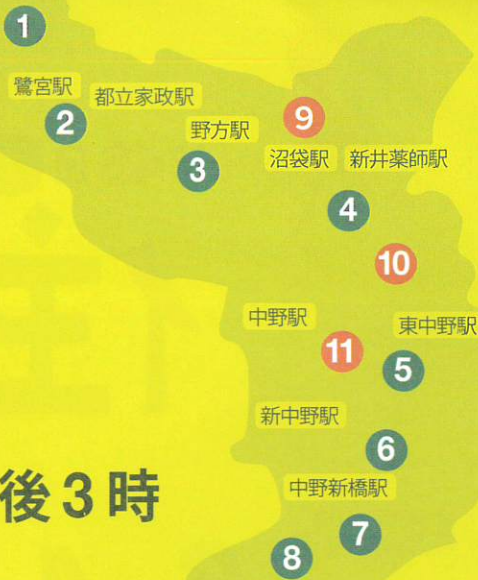 1
鷺宮駅
都立家政駅
2
野方駅
9
3
沼袋駅
新井薬師駅
4
10
中野駅
東中野駅
11
5
新中野駅
6
中野新橋駅
後3時
7
8